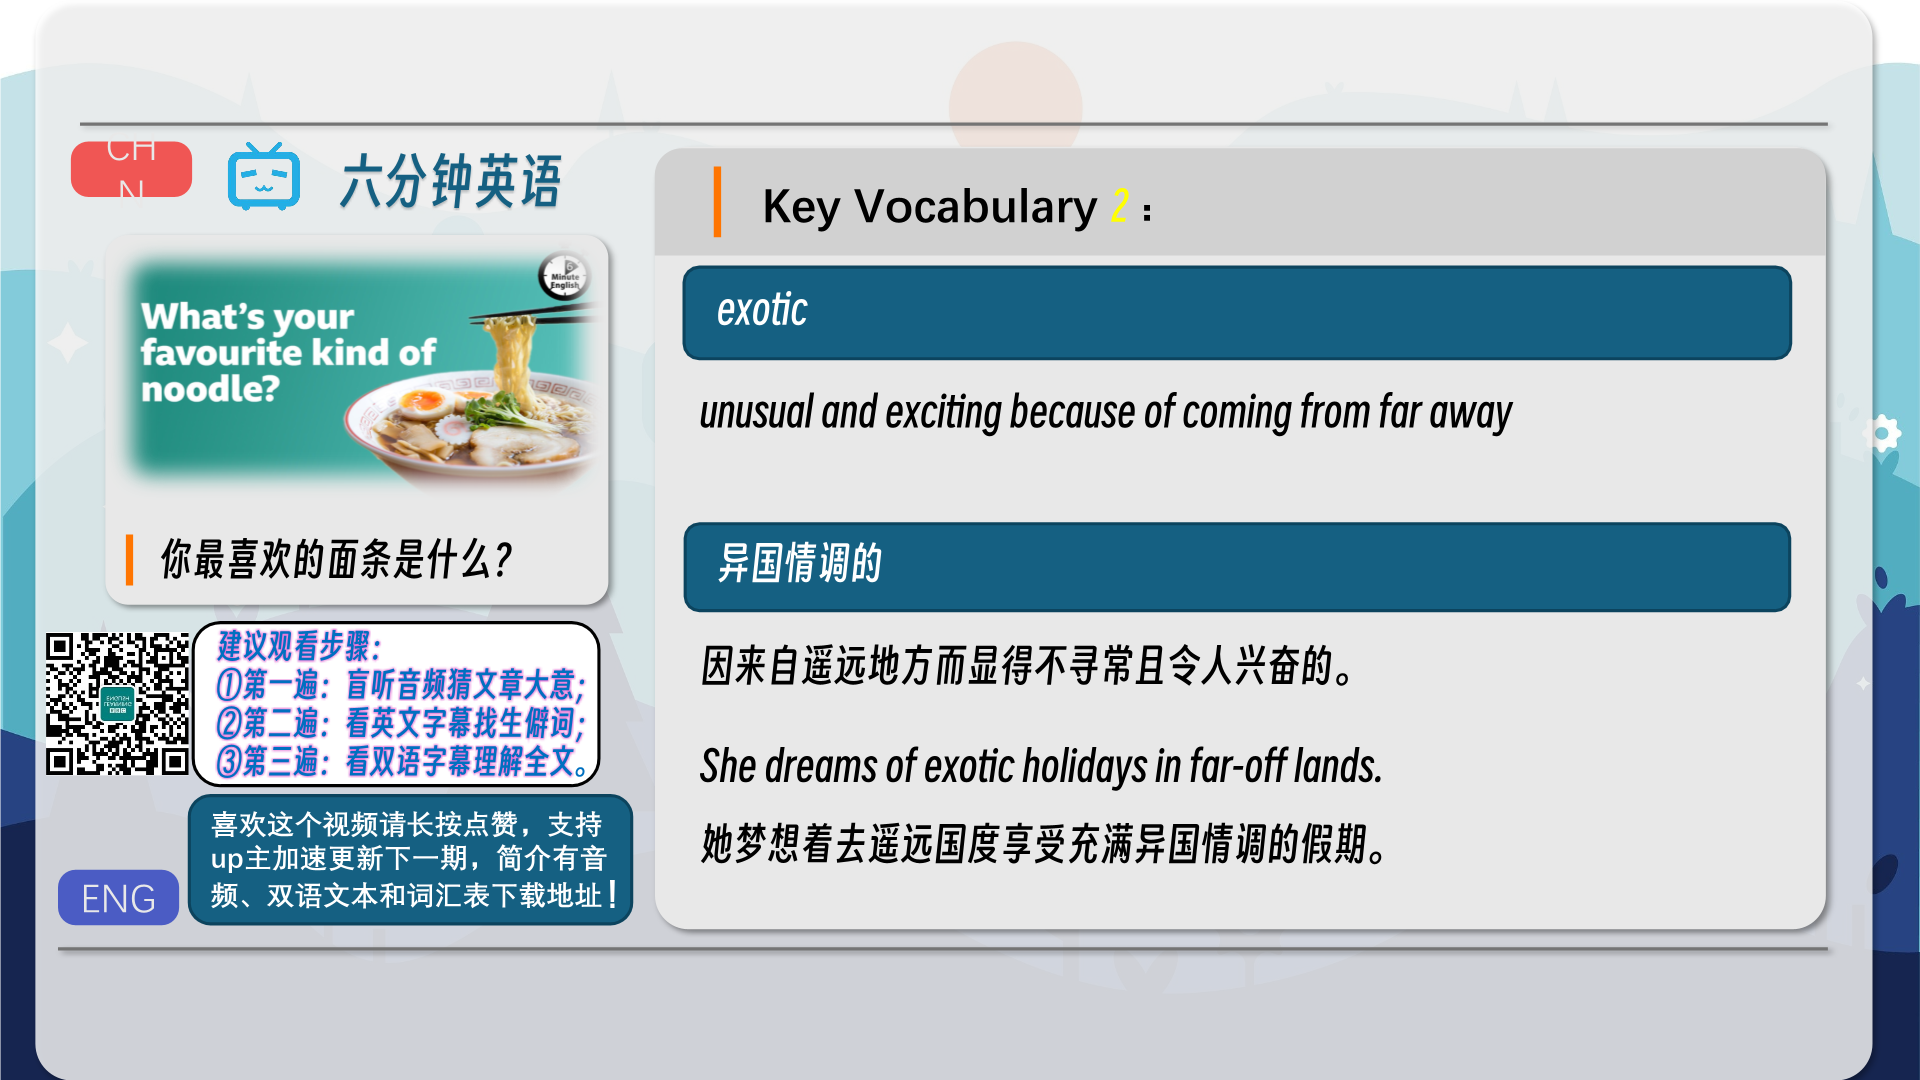 CH
N
六分钟英语
6
Minute
English
What's your
favourite kind of
noodle?
你最喜欢的面条是什么?
建议观看步骤:
①第一遍: 盲听音频猜文章大意;
②第二遍: 看英文字幕找生僻词;
③第三遍: 看双语字幕理解全文。
喜欢这个视频请长按点赞, 支持
up主加速更新下一期, 简介有音
频、双语文本和词汇表下载地址!
ENG
Key Vocabulary 2 :
exotic
unusual and exciting because of coming from far away
异国情调的
因来自遥远地方而显得不寻常且令人兴奋的。
She dreams of exotic holidays in far-off lands.
她梦想着去遥远国度享受充满异国情调的假期。